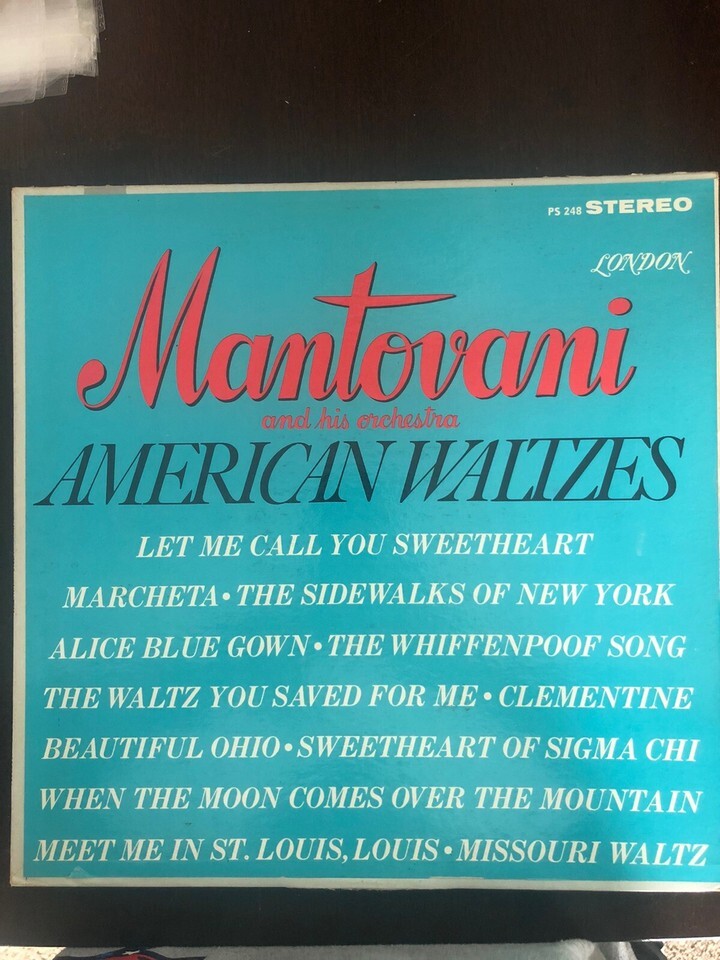 PS 248 STEREO
LONDON
Mantovani
and his orchestra
AMERICAN WALTZES
LET ME CALL YOU SWEETHEART
MARCHETA • THE SIDEWALKS OF NEW YORK
ALICE BLUE GOWN • THE WHIFFENPOOF SONG
THE WALTZ YOU SAVED FOR ME • CLEMENTINE
BEAUTIFUL OHIO • SWEETHEART OF SIGMA CHI
WHEN THE MOON COMES OVER THE MOUNTAIN
MEET ME IN ST. LOUIS, LOUIS • MISSOURI WALTZ